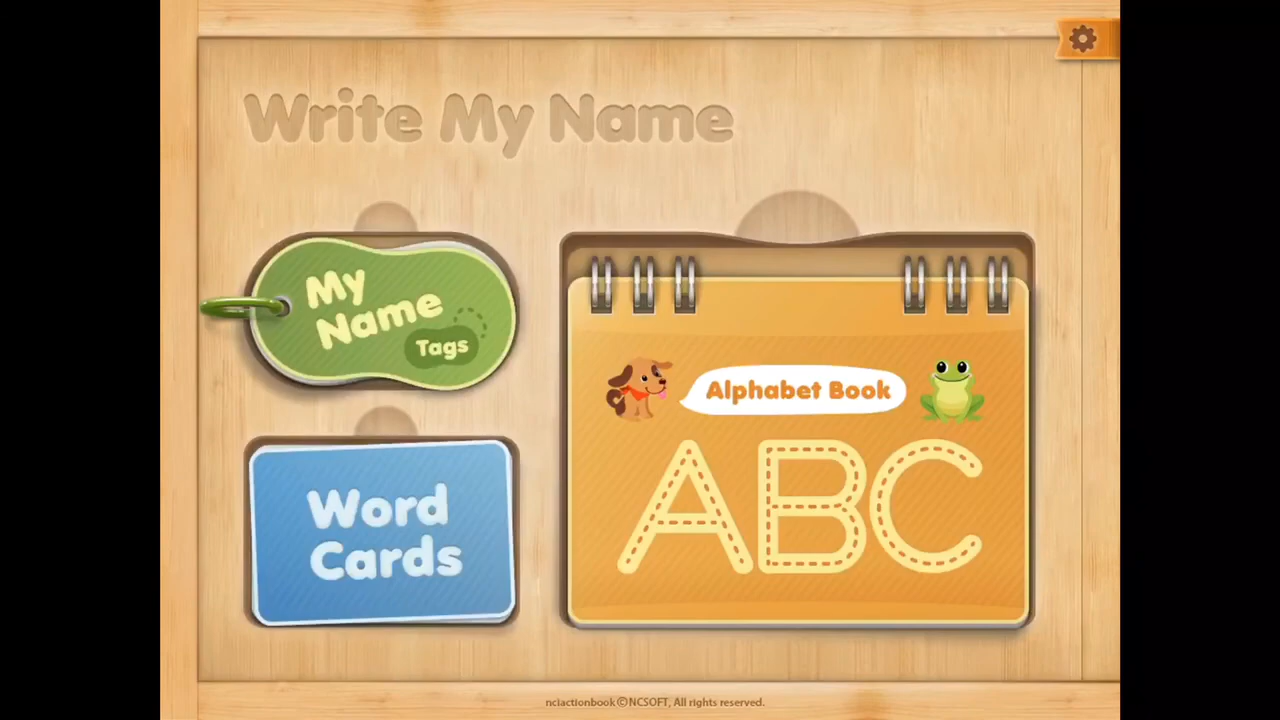 Write My Name
My
Name
Tags
Alphabet Book
ABC
Word
Cards
nciactionbook©NCSOFT, All rights reserved.